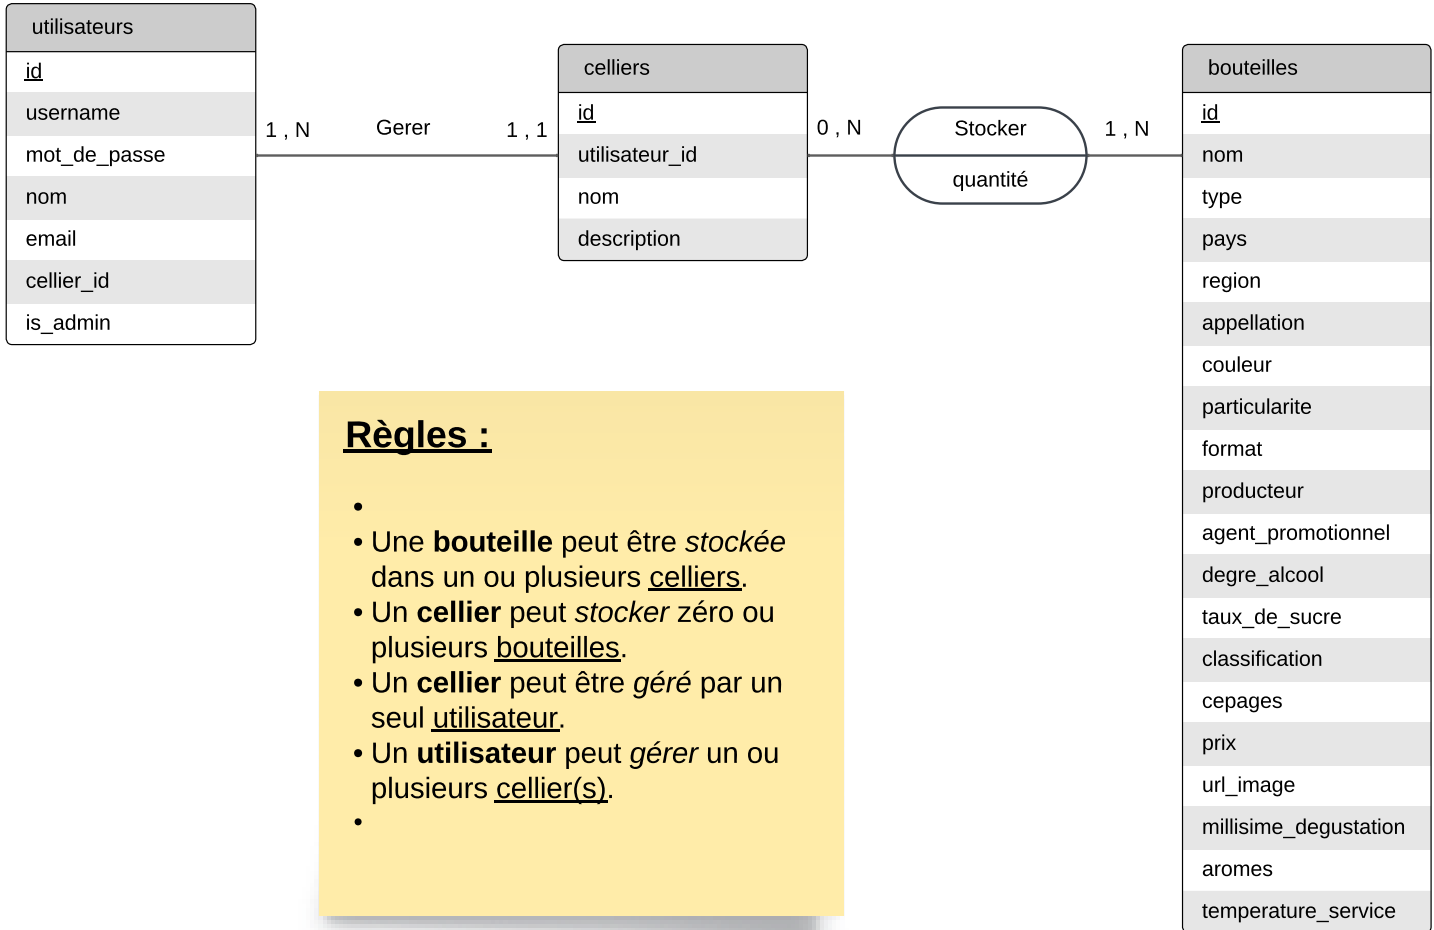 utilisateurs
id
username
mot_de_passe
nom
email
cellier_id
is_admin
1 , N
Gerer
1 , 1
celliers
id
utilisateur_id
nom
description
0 , N
Stocker
quantité
1 , N
bouteilles
id
nom
type
pays
region
appellation
couleur
particularite
format
producteur
agent_promotionnel
degre_alcool
taux_de_sucre
classification
cepages
prix
url_image
millisime_degustation
aromes
temperature_service
Règles :
•
• Une bouteille peut être stockée
dans un ou plusieurs celliers.
• Un cellier peut stocker zéro ou
plusieurs bouteilles.
• Un cellier peut être géré par un
seul utilisateur.
• Un utilisateur peut gérer un ou
plusieurs cellier(s).
•